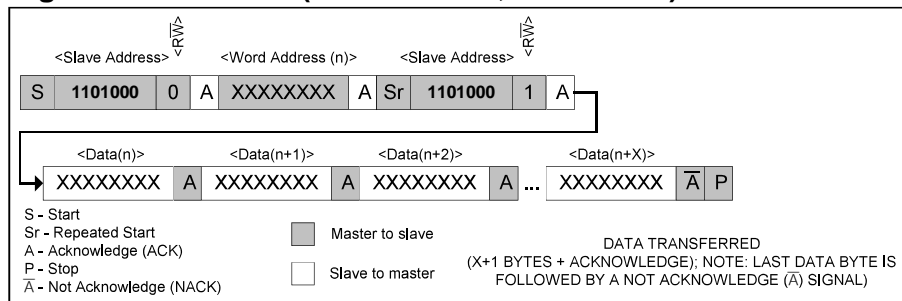 <R̅W̅>
<Slave Address> <Word Address (n)> <Slave Address> <R̅W̅>
S 1101000 0 A XXXXXXXX A Sr 1101000 1 A
<Data(n)> <Data(n+1)> <Data(n+2)> <Data(n+X)>
XXXXXXXX A XXXXXXXX A XXXXXXXX A ... XXXXXXXX A̅ P
S - Start
Sr - Repeated Start
A - Acknowledge (ACK)
P - Stop
A̅ - Not Acknowledge (NACK)
Master to slave
Slave to master
DATA TRANSFERRED
(X+1 BYTES + ACKNOWLEDGE); NOTE: LAST DATA BYTE IS
FOLLOWED BY A NOT ACKNOWLEDGE (A̅) SIGNAL)